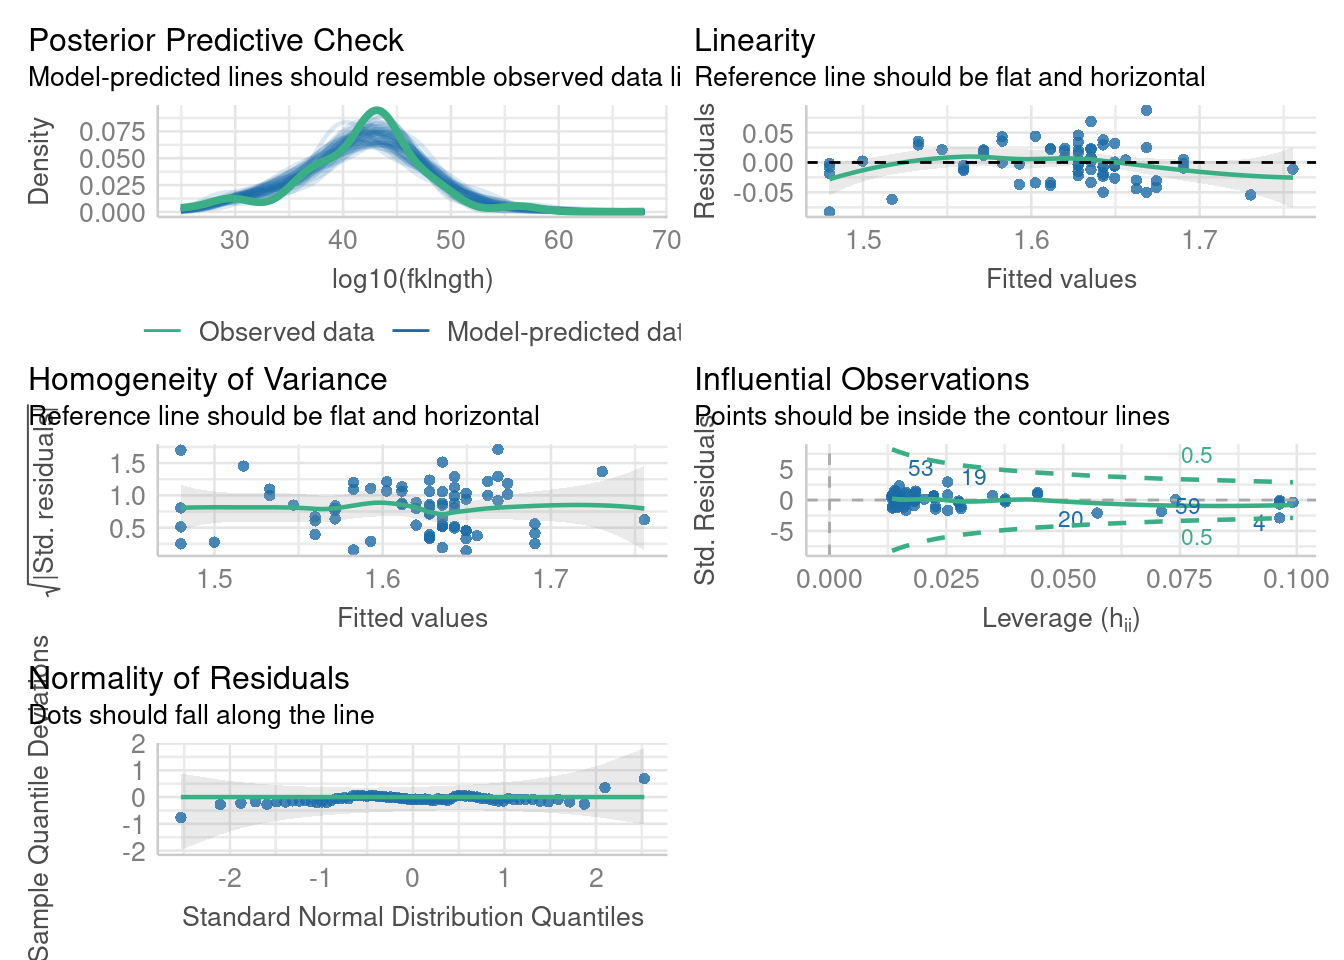 Posterior Predictive Check
Model-predicted lines should resemble observed data li
Density
0.075
0.050
0.025
0.000
30 40 50 60 70
log10(fklngth)
Observed data Model-predicted dat
Linearity
Reference line should be flat and horizontal
Residuals
0.05
0.00
-0.05
1.5 1.6 1.7
Fitted values
Homogeneity of Variance
Reference line should be flat and horizontal
√|Std. residuals|
1.5
1.0
0.5
1.5 1.6 1.7
Fitted values
Influential Observations
Points should be inside the contour lines
Std. Residuals
5
0
-5
0.5
53
19
59
20
4
0.5
0.000 0.025 0.050 0.075 0.100
Leverage (hii)
Normality of Residuals
Dots should fall along the line
Sample Quantile Deviations
2
1
0
-1
-2
-2 -1 0 1 2
Standard Normal Distribution Quantiles